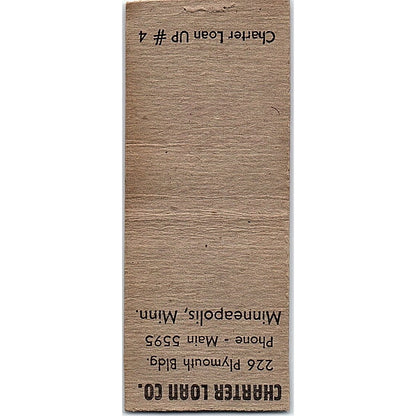 CHARTER LOAN CO.
226 Plymouth Bldg.
Phone - Main 5595
Minneapolis, Minn.
Charter Loan UP # 4